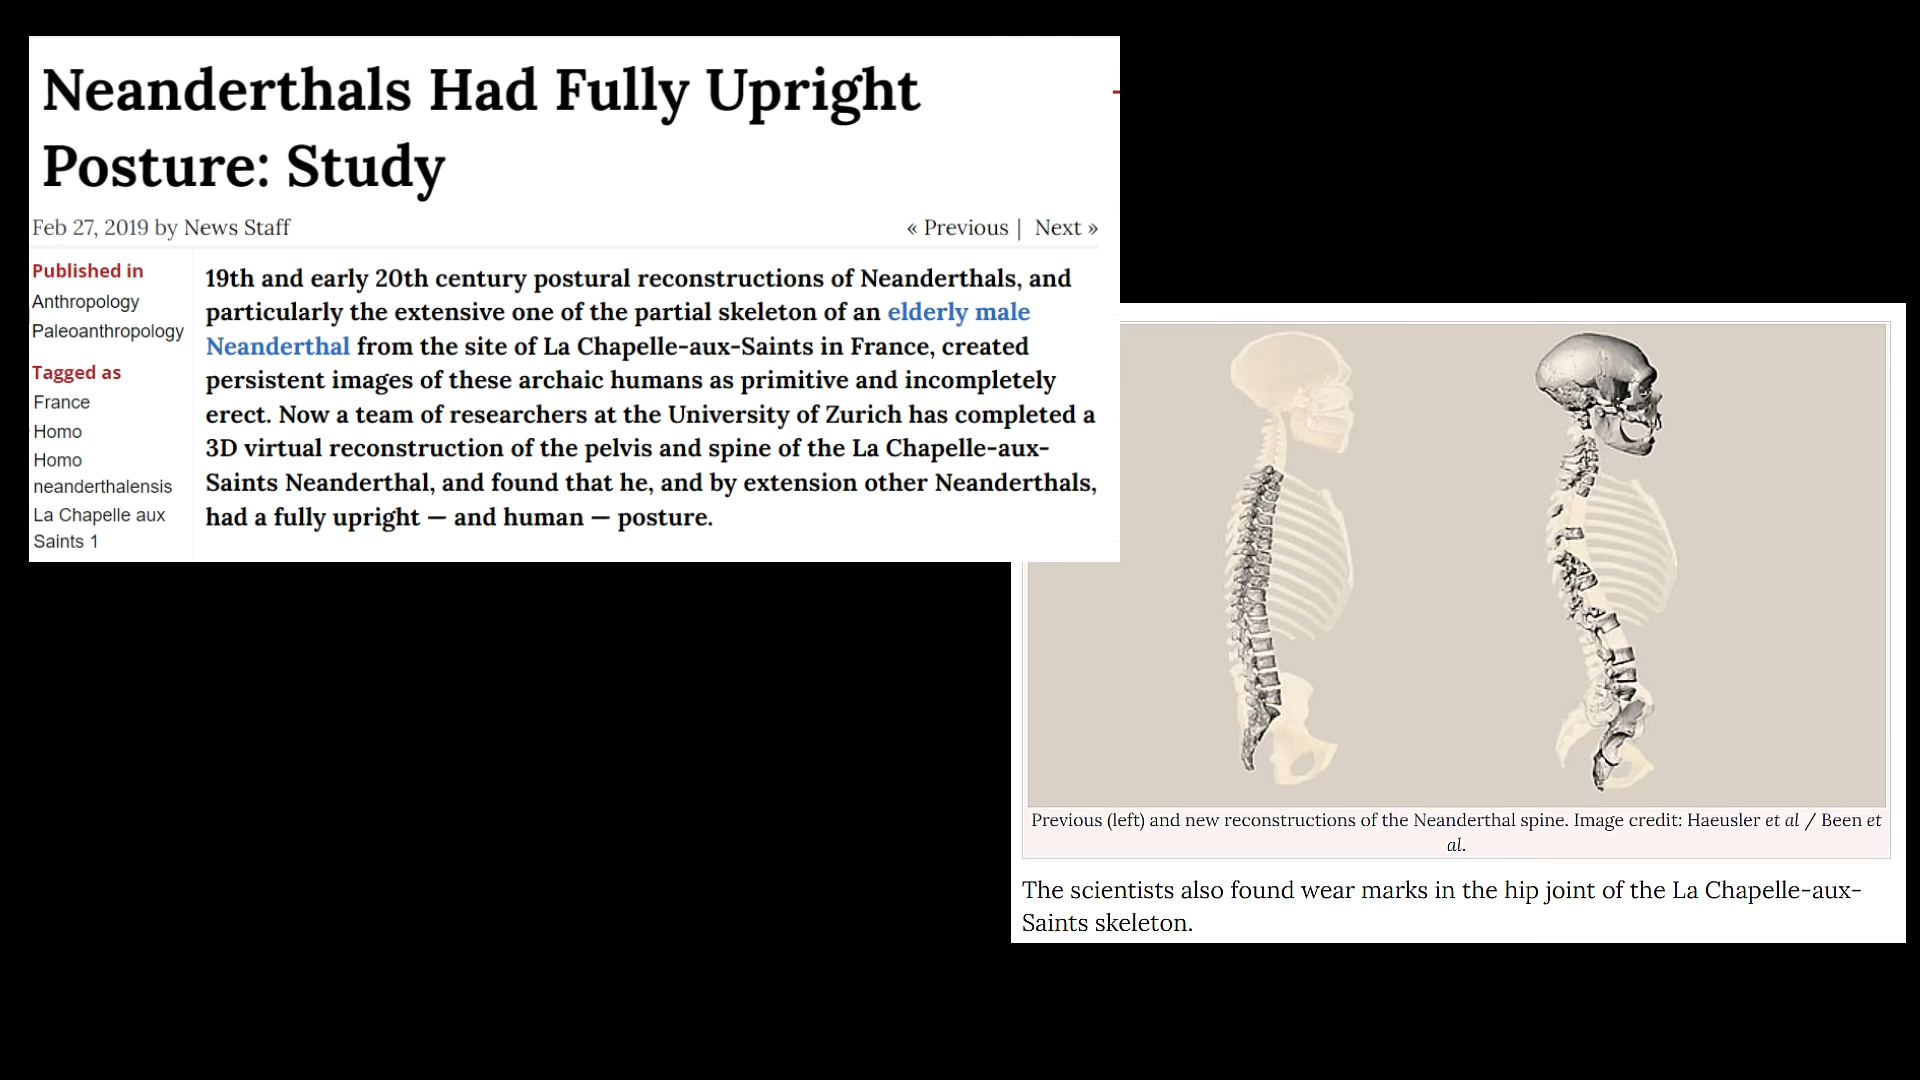 Neanderthals Had Fully Upright
Posture: Study
Feb 27, 2019 by News Staff
« Previous | Next »
Published in
Anthropology
Paleoanthropology
Tagged as
France
Homo
Homo
neanderthalensis
La Chapelle aux
Saints 1
19th and early 20th century postural reconstructions of Neanderthals, and
particularly the extensive one of the partial skeleton of an elderly male
Neanderthal from the site of La Chapelle-aux-Saints in France, created
persistent images of these archaic humans as primitive and incompletely
erect. Now a team of researchers at the University of Zurich has completed a
3D virtual reconstruction of the pelvis and spine of the La Chapelle-aux-
Saints Neanderthal, and found that he, and by extension other Neanderthals,
had a fully upright — and human — posture.
Previous (left) and new reconstructions of the Neanderthal spine. Image credit: Haeusler et al / Been et
al.
The scientists also found wear marks in the hip joint of the La Chapelle-aux-
Saints skeleton.